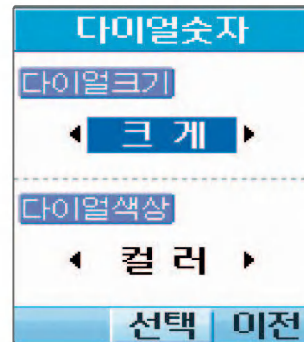 다이얼숫자
다이얼크기
크 게
다이얼색상
컬 러
선택 이전